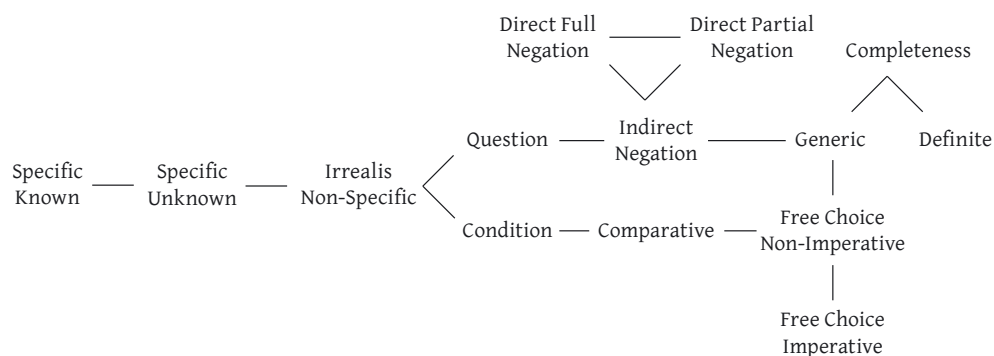 Direct Full
Negation
Direct Partial
Negation
Completeness
Question
Indirect
Negation
Generic
Definite
Specific
Known
Specific
Unknown
Irrealis
Non-Specific
Condition
Comparative
Free Choice
Non-Imperative
Free Choice
Imperative